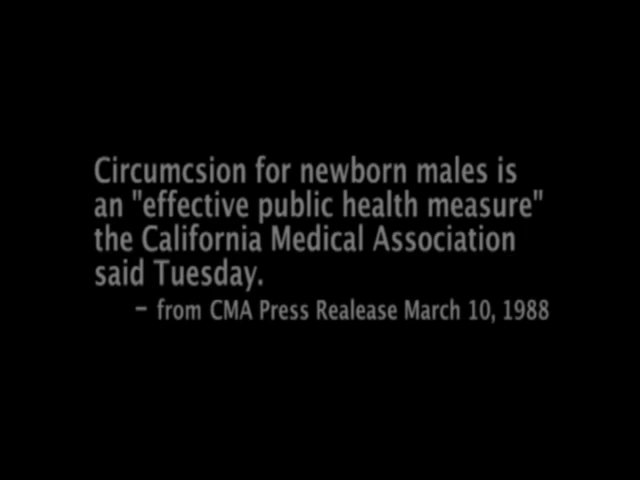 Circumcsion for newborn males is
an "effective public health measure"
the California Medical Association
said Tuesday.
– from CMA Press Realease March 10, 1988